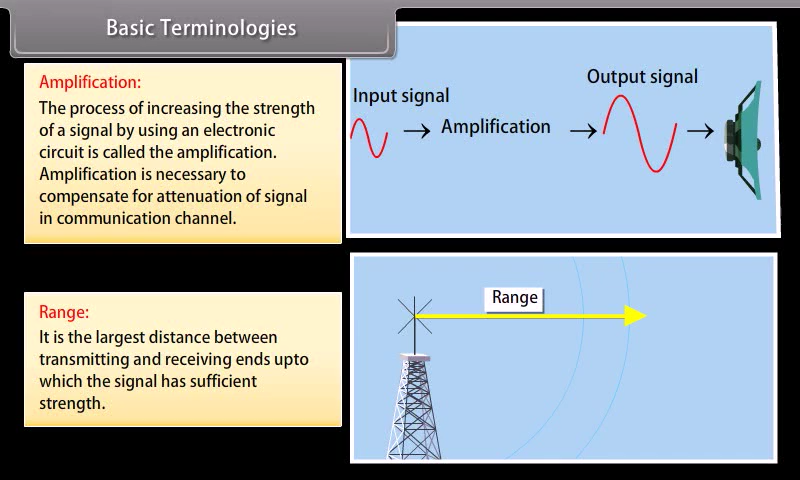 Basic Terminologies
Amplification:
The process of increasing the strength
of a signal by using an electronic
circuit is called the amplification.
Amplification is necessary to
compensate for attenuation of signal
in communication channel.
Input signal
Amplification
Output signal
Range:
It is the largest distance between
transmitting and receiving ends upto
which the signal has sufficient
strength.
Range